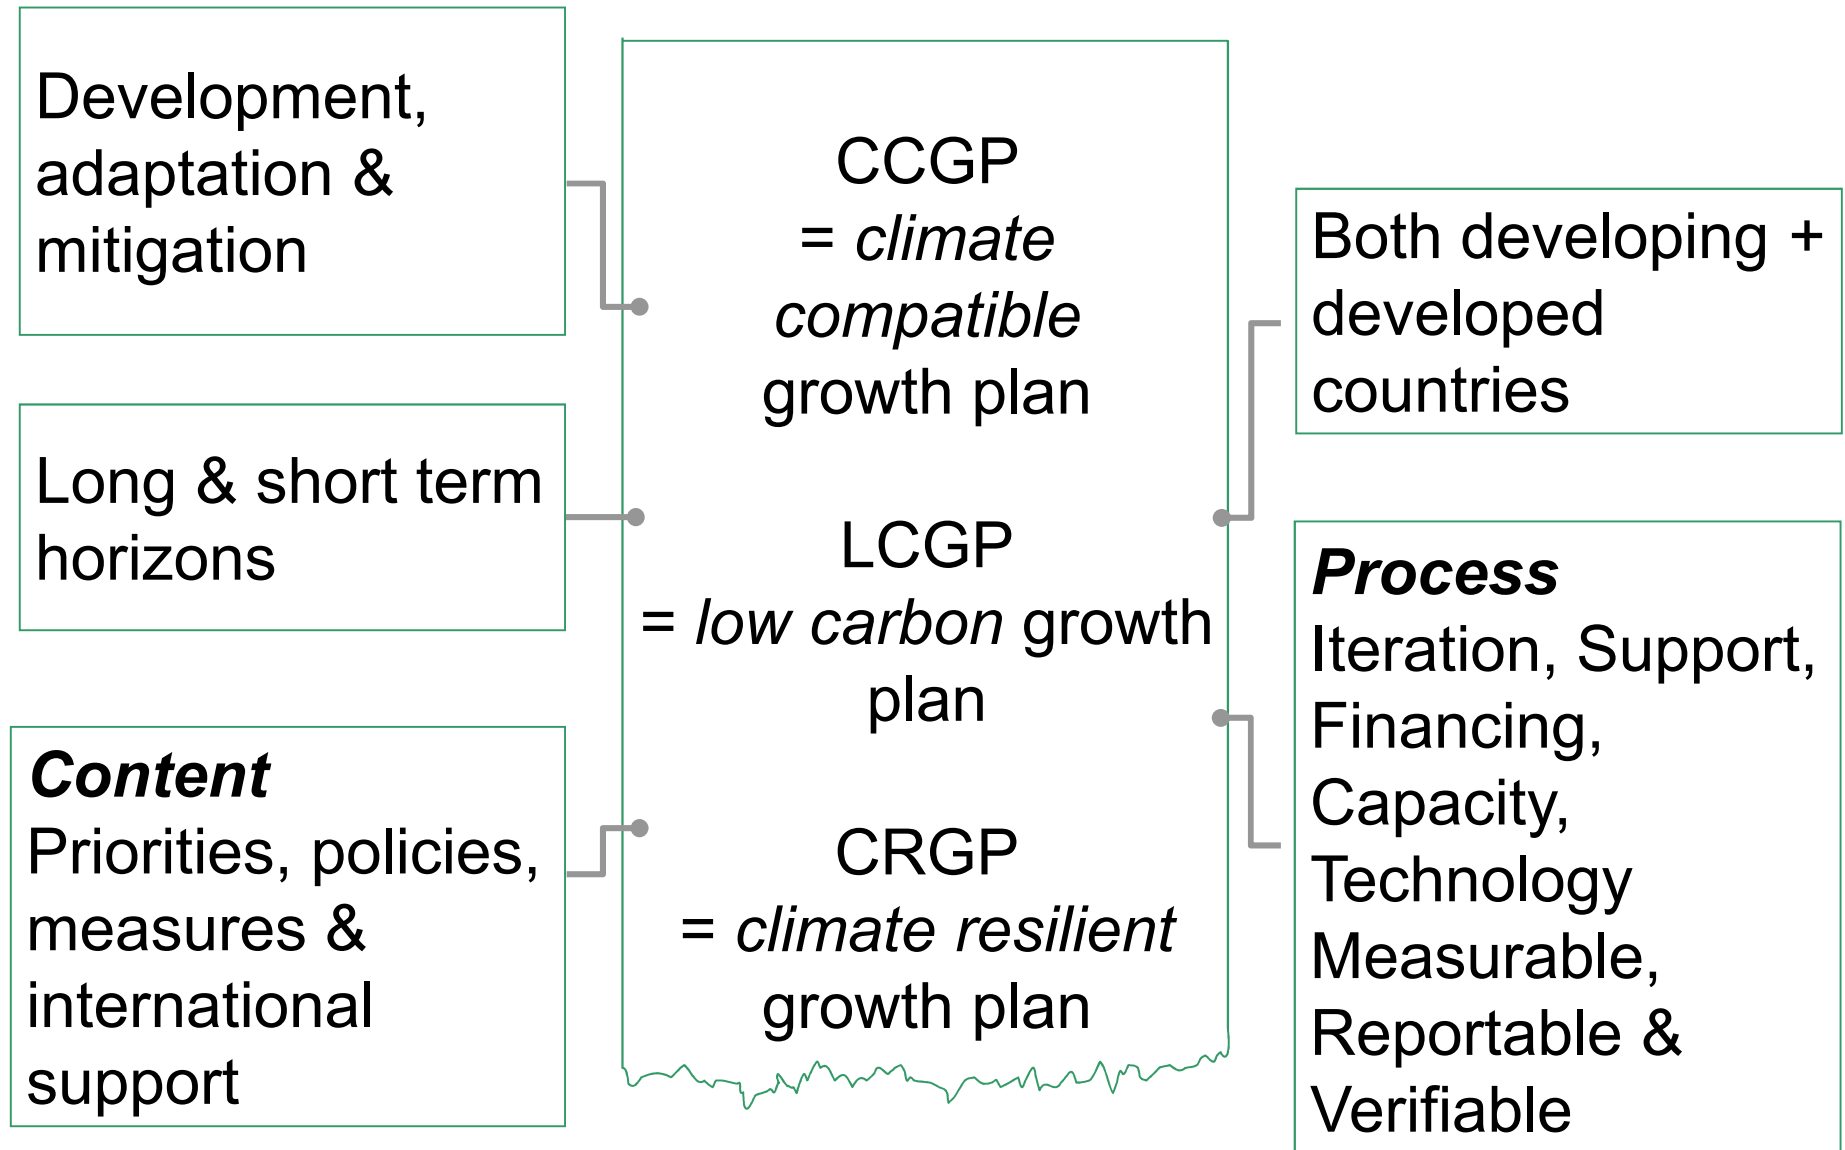 Development,
adaptation &
mitigation
Long & short term
horizons
Content
Priorities, policies,
measures &
international
support
CCGP
= climate
compatible
growth plan
LCGP
= low carbon growth
plan
CRGP
= climate resilient
growth plan
Both developing +
developed
countries
Process
Iteration, Support,
Financing,
Capacity,
Technology
Measurable,
Reportable &
Verifiable